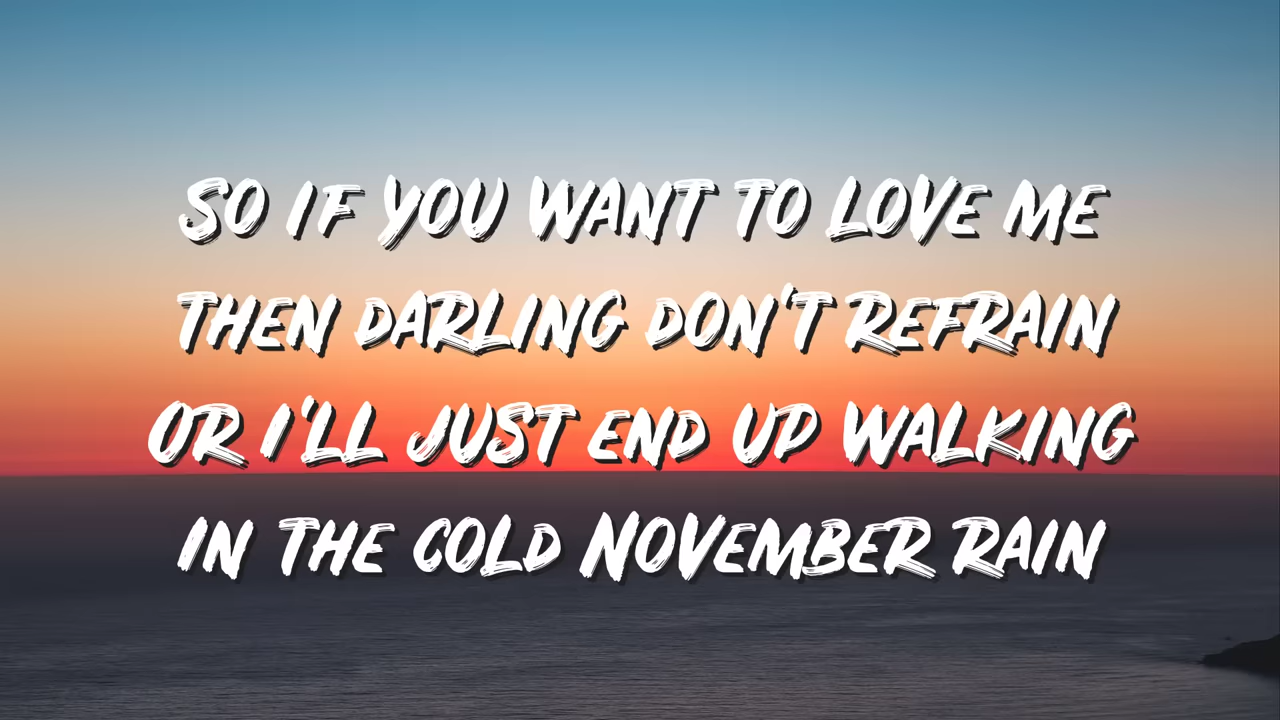 SO IF YOU WANT TO LOVE ME
THEN DARLING DON'T REFRAIN
OR I'LL JUST END UP WALKING
IN THE COLD NOVEMBER RAIN